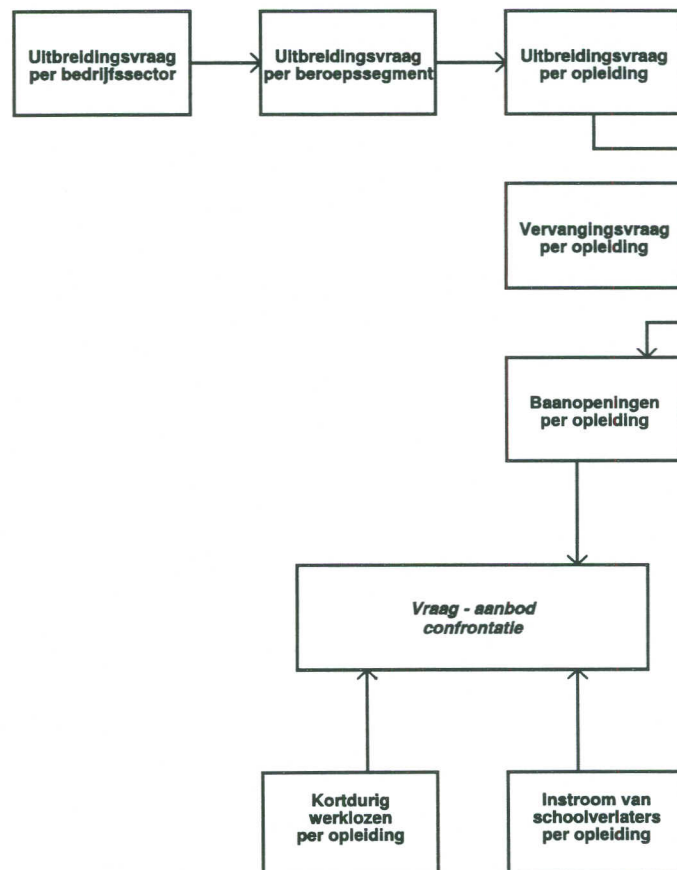 Uitbreidingsvraag
per bedrijfssector
Uitbreidingsvraag
per beroepssegment
Uitbreidingsvraag
per opleiding
Vervangingsvraag
per opleiding
Baanopeningen
per opleiding
Vraag - aanbod
confrontatie
Kortdurig
werklozen
per opleiding
Instroom van
schoolverlaters
per opleiding